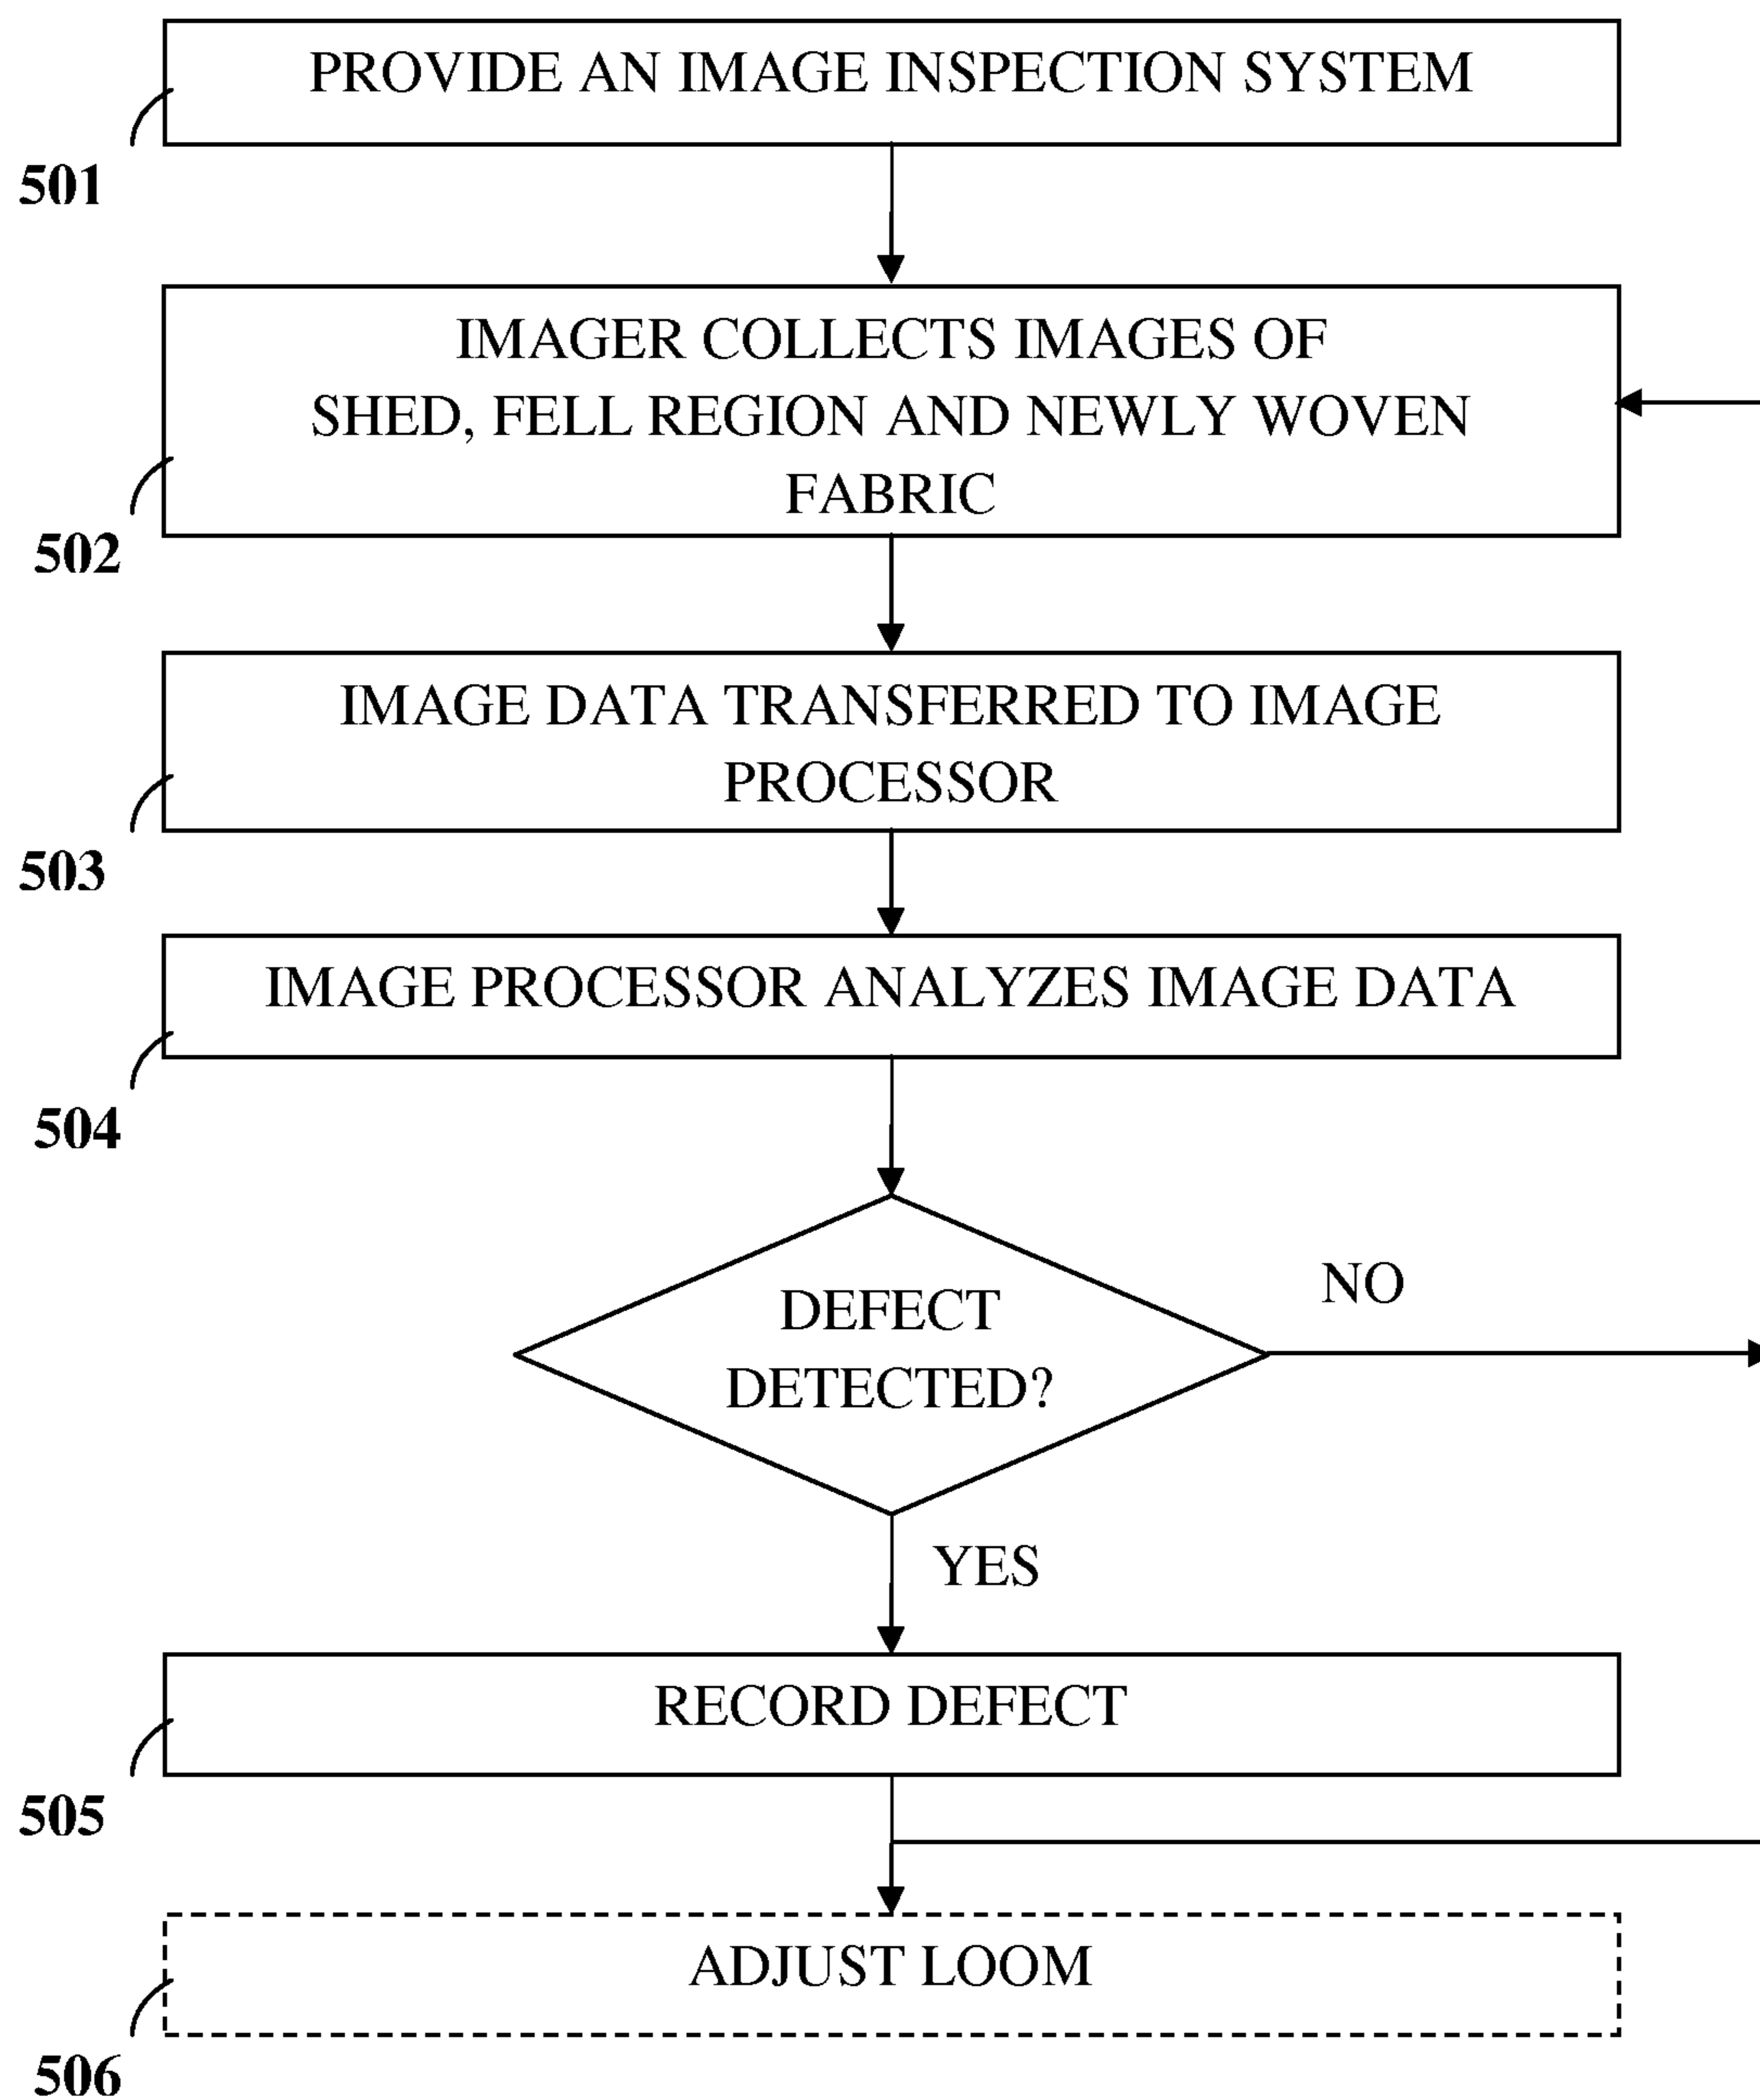 PROVIDE AN IMAGE INSPECTION SYSTEM
501
IMAGER COLLECTS IMAGES OF
SHED, FELL REGION AND NEWLY WOVEN
FABRIC
502
IMAGE DATA TRANSFERRED TO IMAGE
PROCESSOR
503
IMAGE PROCESSOR ANALYZES IMAGE DATA
504
DEFECT
DETECTED?
NO
YES
RECORD DEFECT
505
ADJUST LOOM
506